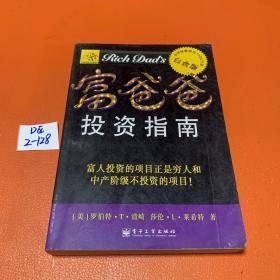 Rich Dad's
富爸爸
投资指南
DE
2-128
富人投资的项目正是穷人和
中产阶级不投资的项目！
[美] 罗伯特·T·清崎 莎伦·L·莱希特 著
电子工业出版社